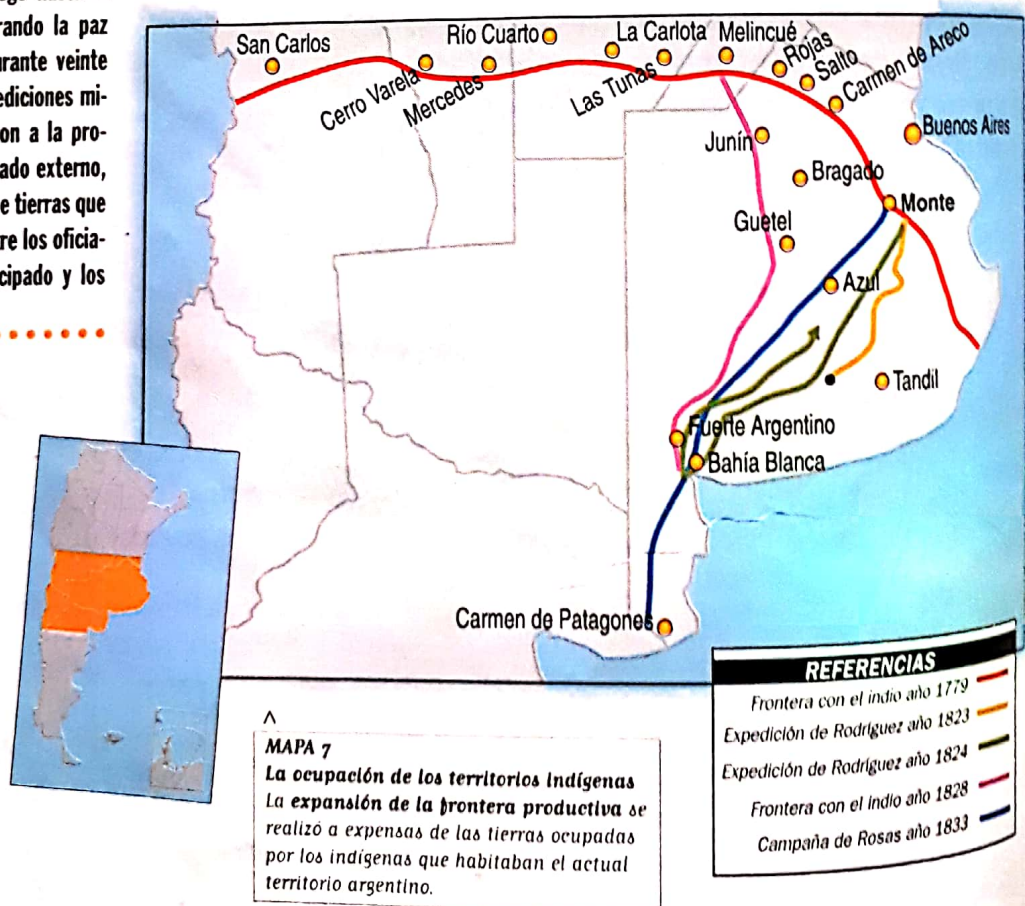 rando la paz
rante veinte
ediciones mi-
on a la pro-
ado externo,
e tierras que
re los oficia-
cipado y los
San Carlos
Cerro Varela
Mercedes
Río Cuarto
La Carlota
Las Tunas
Melincué
Rojas
Salto
Carmen de Areco
Buenos Aires
Junín
Bragado
Monte
Guetel
Azul
Tandil
Fuerte Argentino
Bahía Blanca
Carmen de Patagones
REFERENCIAS
Frontera con el indio año 1779
Expedición de Rodríguez año 1823
Expedición de Rodríguez año 1824
Frontera con el indio año 1828
Campaña de Rosas año 1833
MAPA 7
La ocupación de los territorios indígenas
La expansión de la frontera productiva se
realizó a expensas de las tierras ocupadas
por los indígenas que habitaban el actual
territorio argentino.